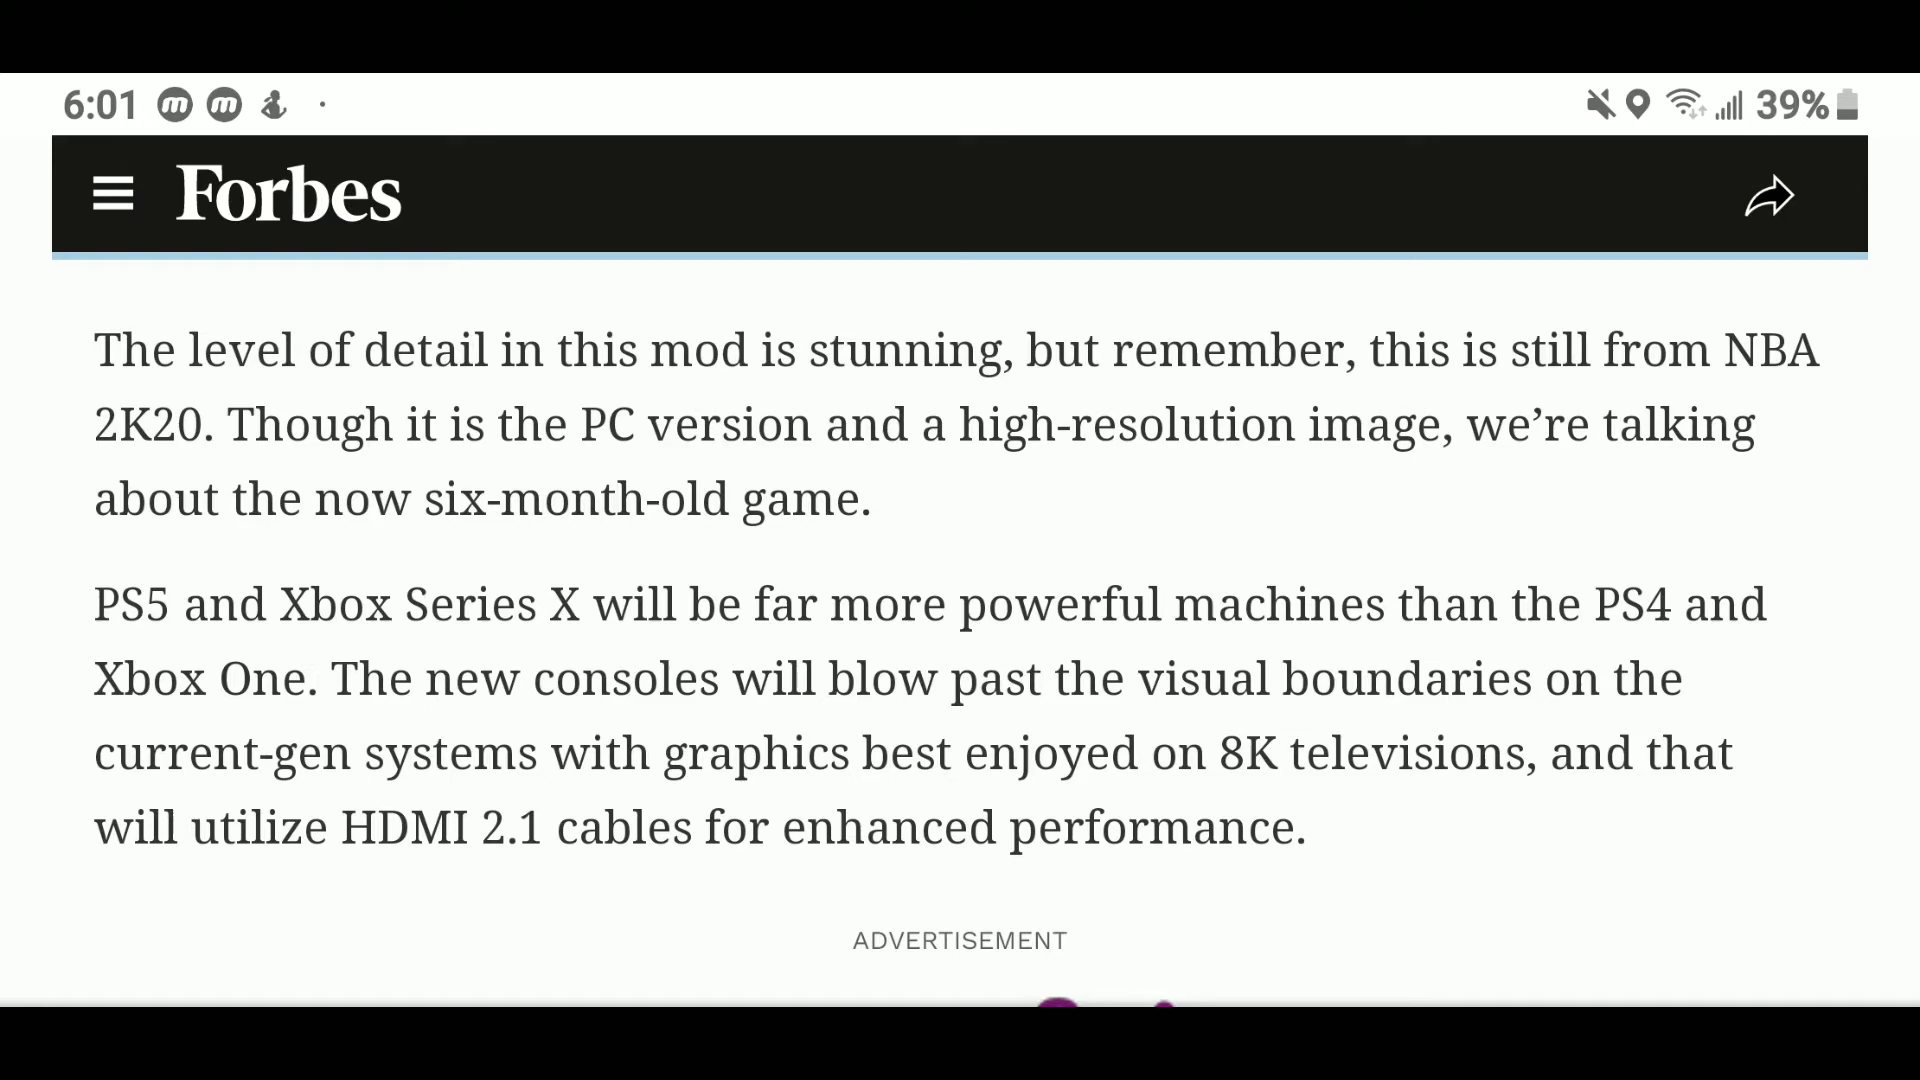 6:01
39%
Forbes
The level of detail in this mod is stunning, but remember, this is still from NBA
2K20. Though it is the PC version and a high-resolution image, we’re talking
about the now six-month-old game.
PS5 and Xbox Series X will be far more powerful machines than the PS4 and
Xbox One. The new consoles will blow past the visual boundaries on the
current-gen systems with graphics best enjoyed on 8K televisions, and that
will utilize HDMI 2.1 cables for enhanced performance.
ADVERTISEMENT